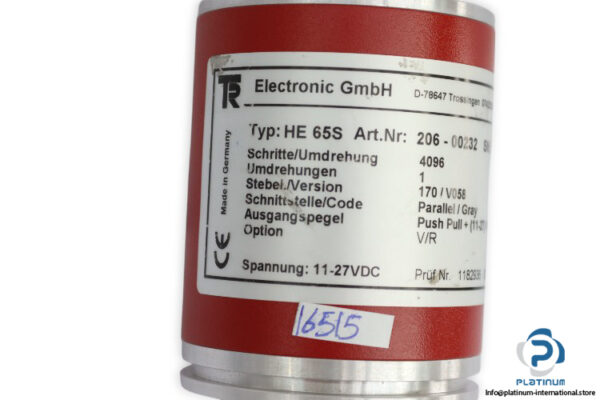 TR
Electronic GmbH
D-78647 Trossingen
Typ: HE 65S Art.Nr: 206 - 00232
Schritte/Umdrehung 4096
Umdrehungen 1
Stebel./Version 170 / V058
Schnittstelle/Code Parallel / Gray
Ausgangspegel Push Pull + (11-27
Option V/R
Spannung: 11-27VDC Prüf Nr.
Made in Germany
CE
16515
PLATINUM
info@platinum-international.store